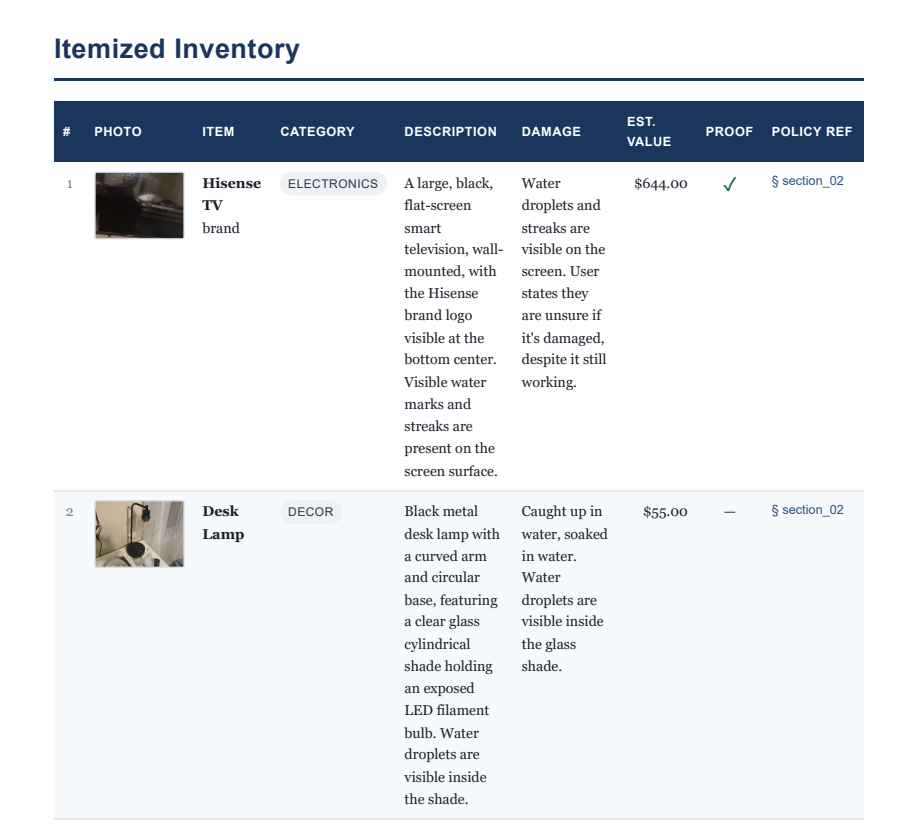 Itemized Inventory
# PHOTO ITEM CATEGORY DESCRIPTION DAMAGE EST. VALUE PROOF POLICY REF
1
Hisense
TV
brand
ELECTRONICS
A large, black,
flat-screen
smart
television, wall-
mounted, with
the Hisense
brand logo
visible at the
bottom center.
Visible water
marks and
streaks are
present on the
screen surface.
Water
droplets and
streaks are
visible on the
screen. User
states they
are unsure if
it's damaged,
despite it still
working.
$644.00
✓
§ section_02
2
Desk
Lamp
DECOR
Black metal
desk lamp with
a curved arm
and circular
base, featuring
a clear glass
cylindrical
shade holding
an exposed
LED filament
bulb. Water
droplets are
visible inside
the shade.
Caught up in
water, soaked
in water.
Water
droplets are
visible inside
the glass
shade.
$55.00
—
§ section_02